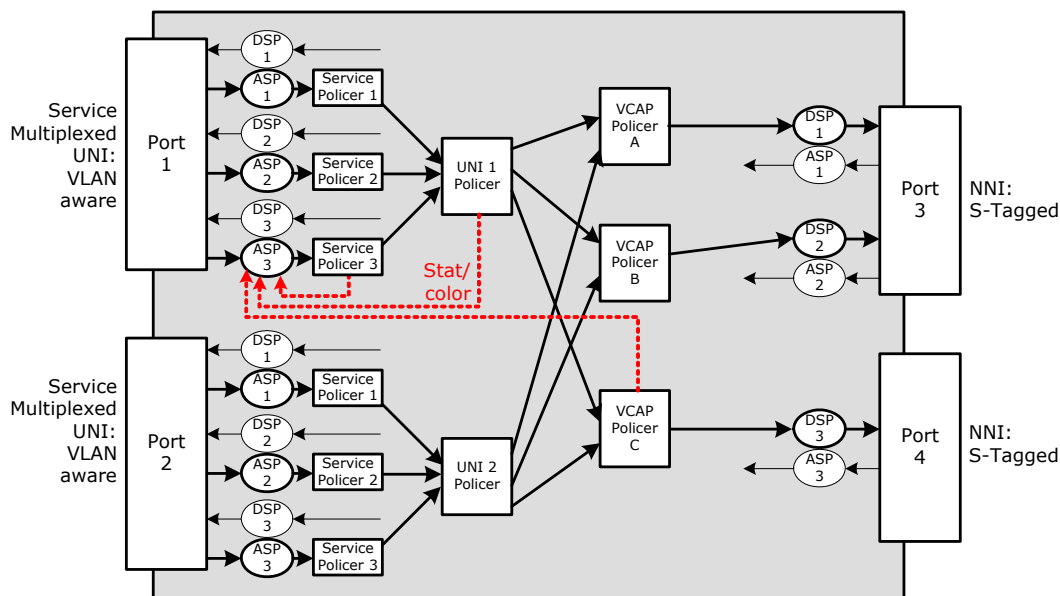 Service
Multiplexed
UNI:
VLAN
aware
Port
1
DSP
1
ASP
1
Service
Policer 1
DSP
2
ASP
2
Service
Policer 2
DSP
3
ASP
3
Service
Policer 3
UNI 1
Policer
Stat/
color
VCAP
Policer
A
VCAP
Policer
B
VCAP
Policer
C
DSP
1
ASP
1
DSP
2
ASP
2
Port
3
NNI:
S-Tagged
Service
Multiplexed
UNI:
VLAN
aware
Port
2
DSP
1
ASP
1
Service
Policer 1
DSP
2
ASP
2
Service
Policer 2
DSP
3
ASP
3
Service
Policer 3
UNI 2
Policer
DSP
3
ASP
3
Port
4
NNI:
S-Tagged